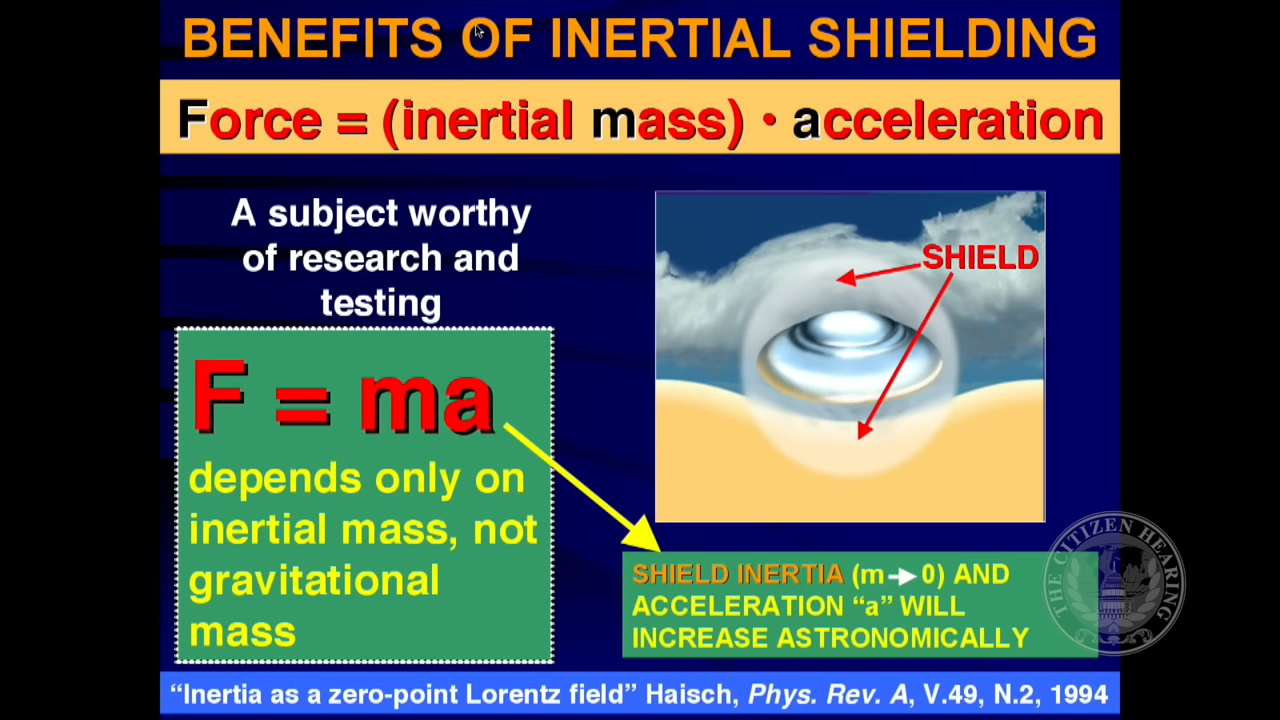 BENEFITS OF INERTIAL SHIELDING
Force = (inertial mass) · acceleration
A subject worthy
of research and
testing
SHIELD
F = ma
depends only on
inertial mass, not
gravitational
mass
SHIELD INERTIA (m→0) AND
ACCELERATION “a” WILL
INCREASE ASTRONOMICALLY
THE CITIZEN HEARING
“Inertia as a zero-point Lorentz field” Haisch, Phys. Rev. A, V.49, N.2, 1994